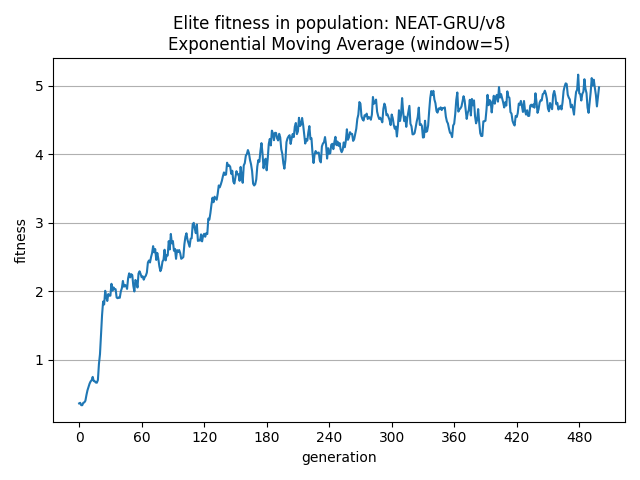 Elite fitness in population: NEAT-GRU/v8
Exponential Moving Average (window=5)
5
4
3
2
1
fitness
0 60 120 180 240 300 360 420 480
generation